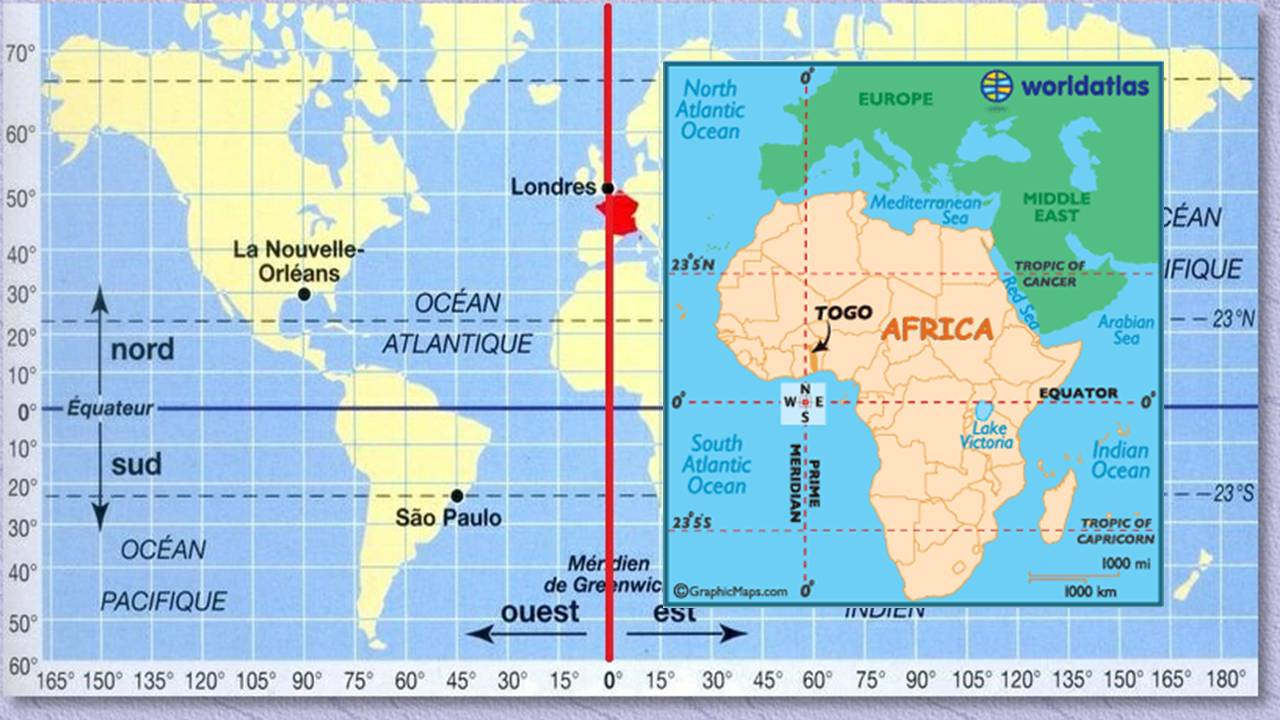 70°
60°
50°
40°
30°
20°
10°
0°
10°
20°
30°
40°
50°
60°
Londres
La Nouvelle-
Orléans
OCÉAN
ATLANTIQUE
nord
Équateur
sud
São Paulo
OCÉAN
PACIFIQUE
Méridien
de Greenwic
ouest
est
INDIEN
CÉAN
IFIQUE
23°N
23°S
165° 150° 135° 120° 105° 90° 75° 60° 45° 30° 15° 0° 15° 30° 45° 60° 75° 90° 105° 120° 135° 150° 165° 180°
North
Atlantic
Ocean
0°
EUROPE
worldatlas
Mediterranean
Sea
MIDDLE
EAST
23°5N
TROPIC OF
CANCER
Red Sea
Arabian
Sea
TOGO
AFRICA
EQUATOR
0°
0°
N
W E
S
Lake
Victoria
South
Atlantic
Ocean
PRIME
MERIDIAN
Indian
Ocean
23°5S
TROPIC OF
CAPRICORN
1000 mi
1000 km
©GraphicMaps.com
0°